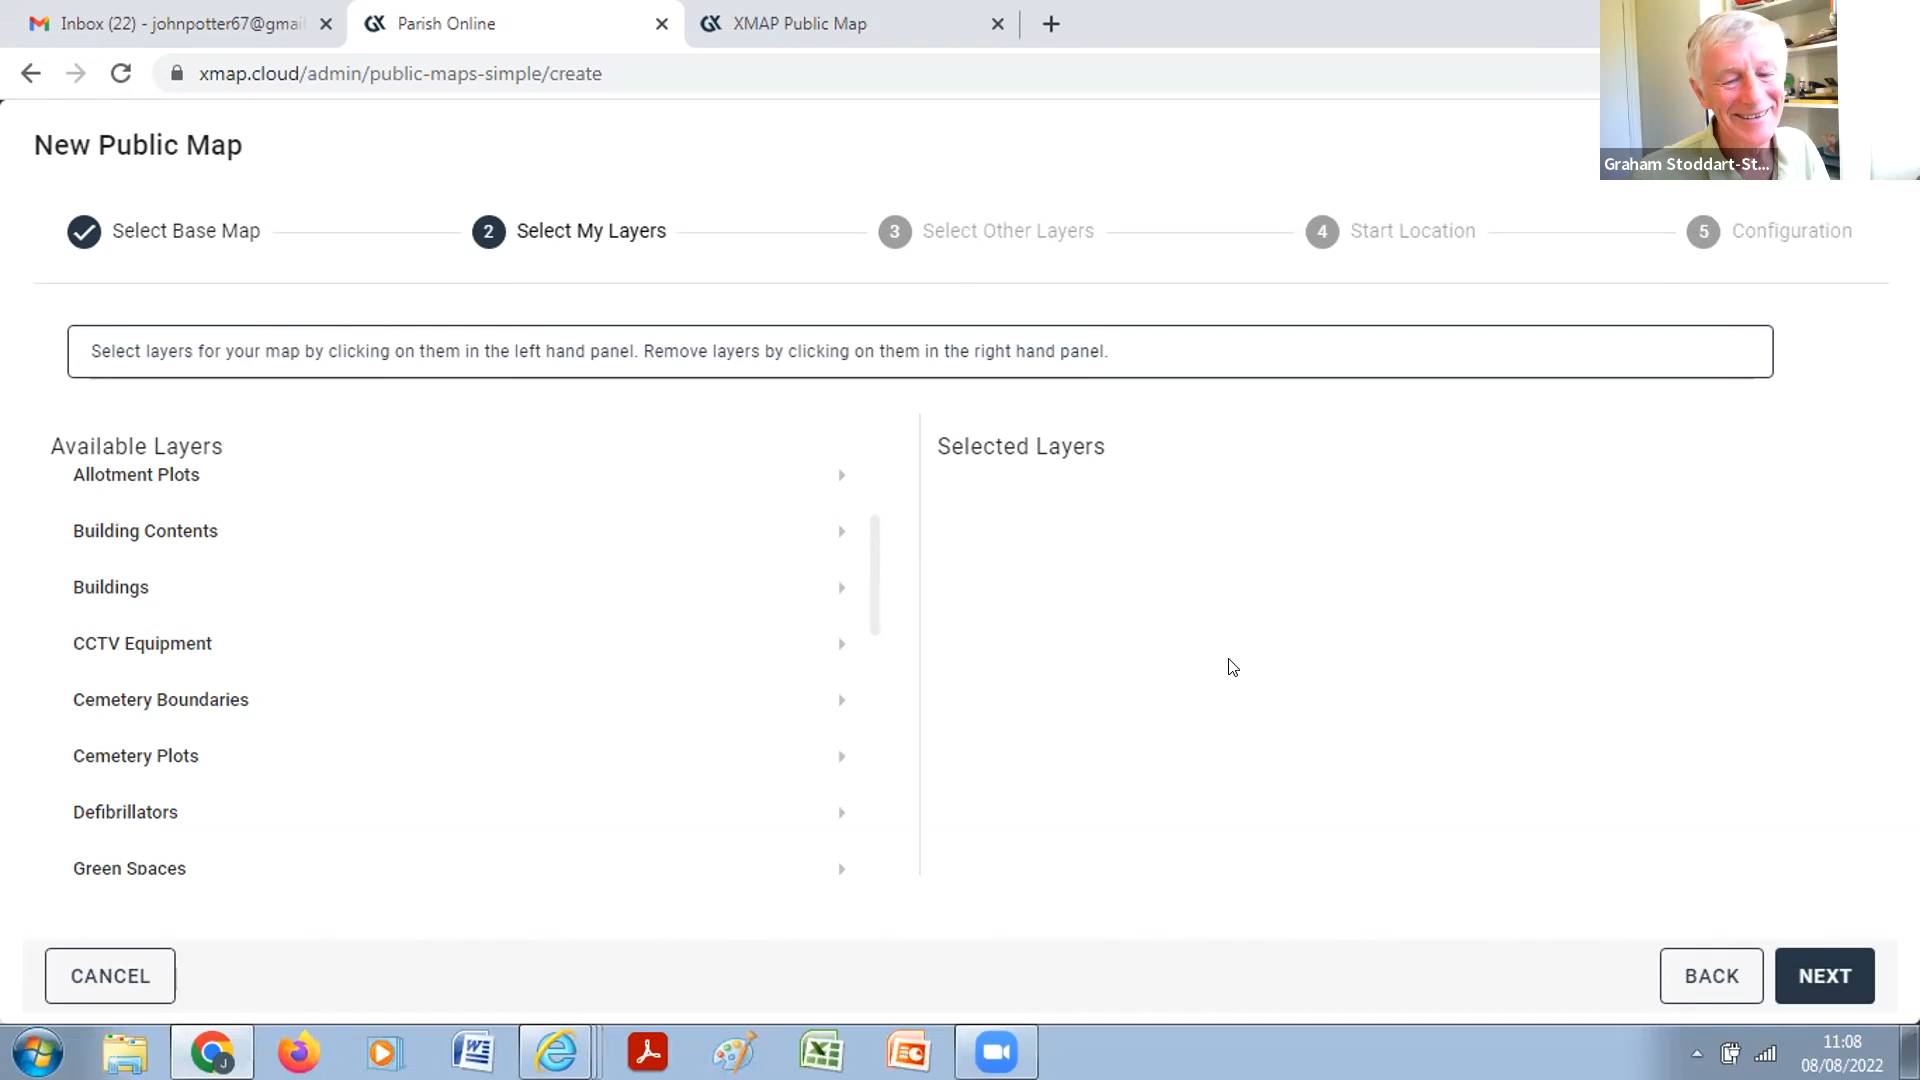 Inbox (22) - johnpotter67@gmai
Parish Online
XMAP Public Map
xmap.cloud/admin/public-maps-simple/create
Graham Stoddart-St...
New Public Map
Select Base Map
2 Select My Layers
3 Select Other Layers
4 Start Location
5 Configuration
Select layers for your map by clicking on them in the left hand panel. Remove layers by clicking on them in the right hand panel.
Available Layers
Selected Layers
Allotment Plots
Building Contents
Buildings
CCTV Equipment
Cemetery Boundaries
Cemetery Plots
Defibrillators
Green Spaces
CANCEL
BACK
NEXT
J
11:08
08/08/2022